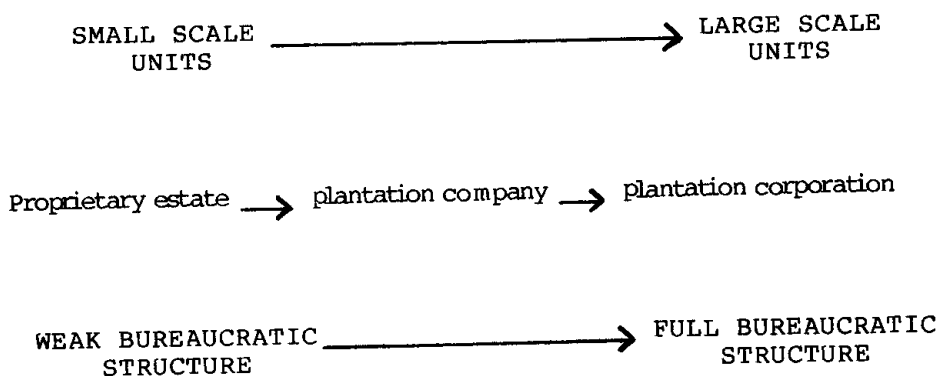 SMALL SCALE UNITS
LARGE SCALE UNITS
Proprietary estate plantation company plantation corporation
WEAK BUREAUCRATIC STRUCTURE
FULL BUREAUCRATIC STRUCTURE